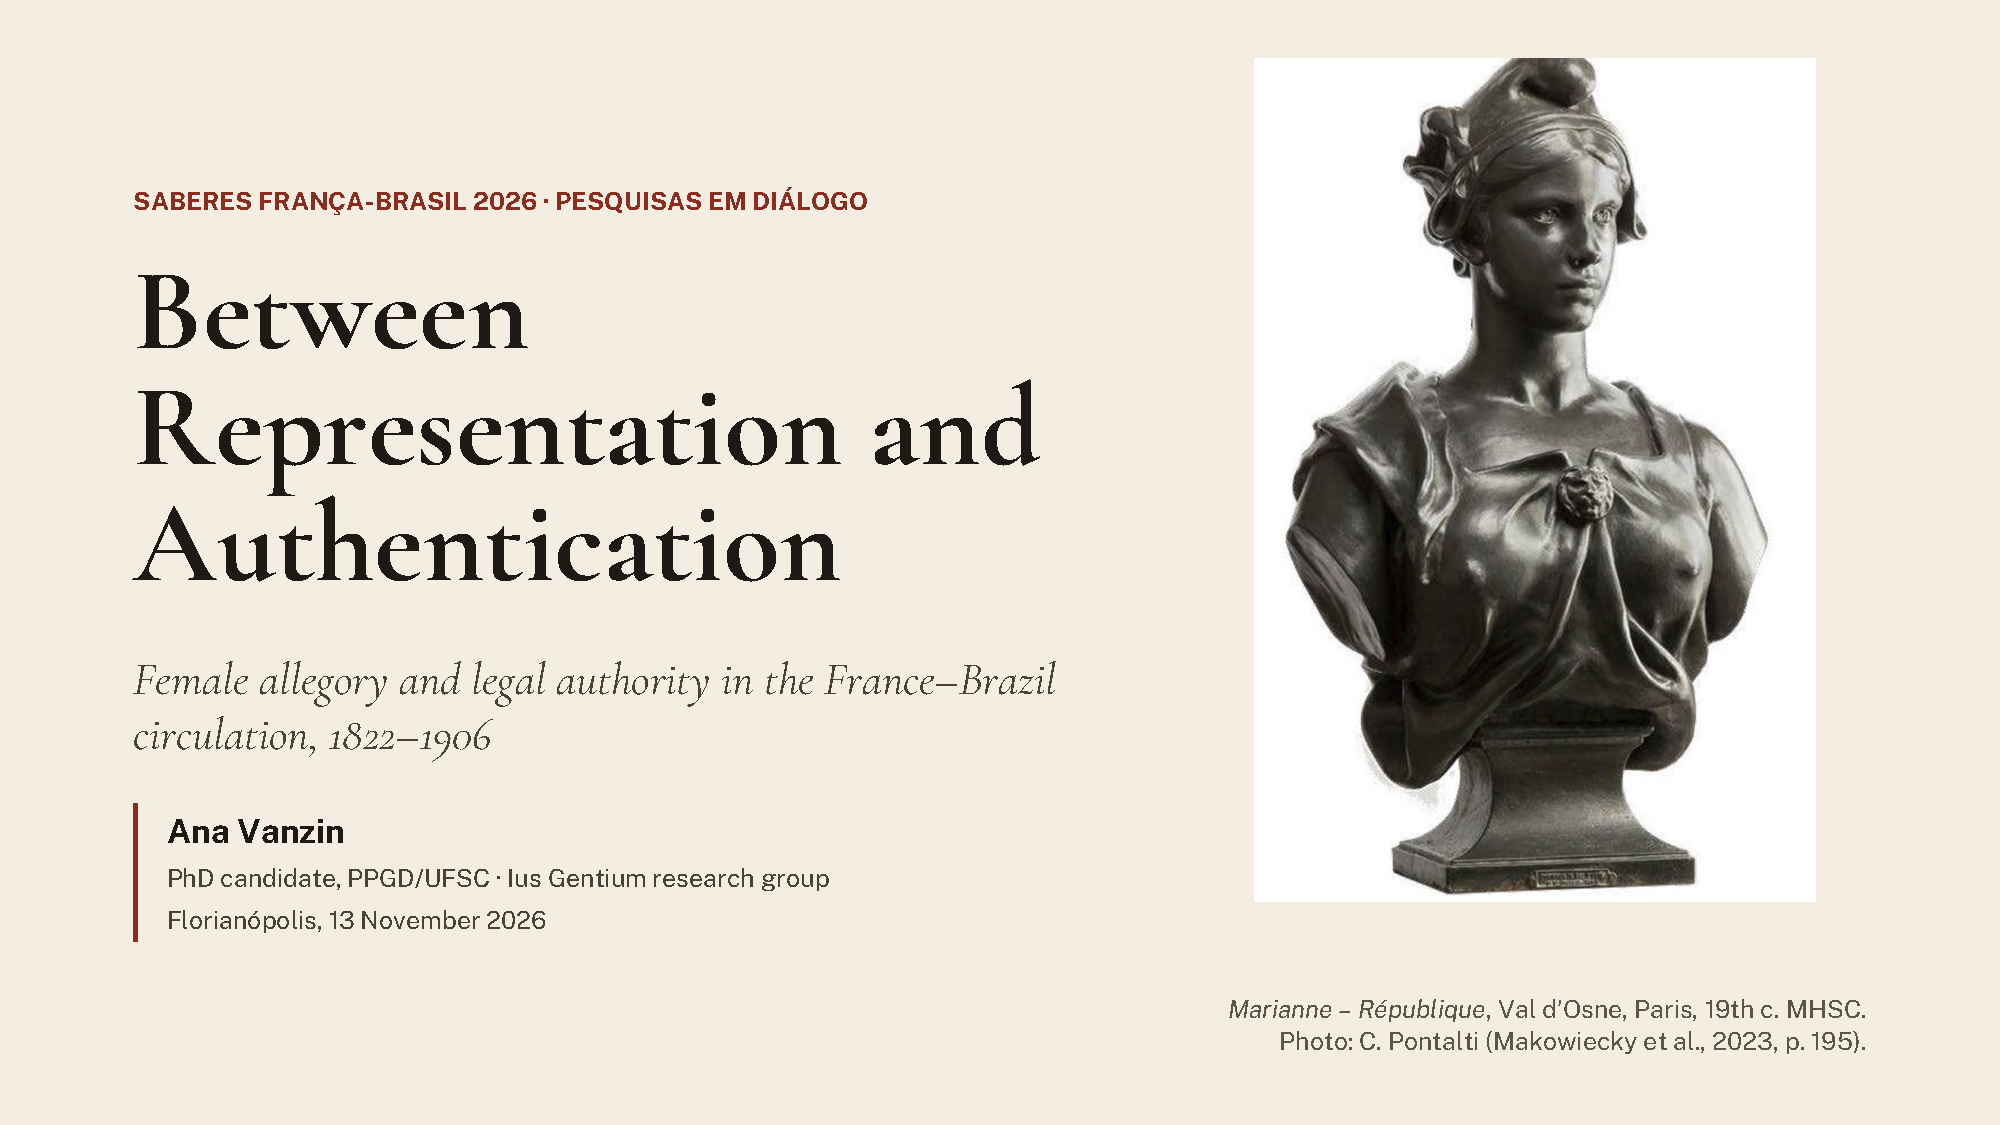 SABERES FRANÇA-BRASIL 2026 · PESQUISAS EM DIÁLOGO
Between
Representation and
Authentication
Female allegory and legal authority in the France–Brazil
circulation, 1822–1906
Ana Vanzin
PhD candidate, PPGD/UFSC · Ius Gentium research group
Florianópolis, 13 November 2026
Marianne – République, Val d’Osne, Paris, 19th c. MHSC.
Photo: C. Pontalti (Makowiecky et al., 2023, p. 195).